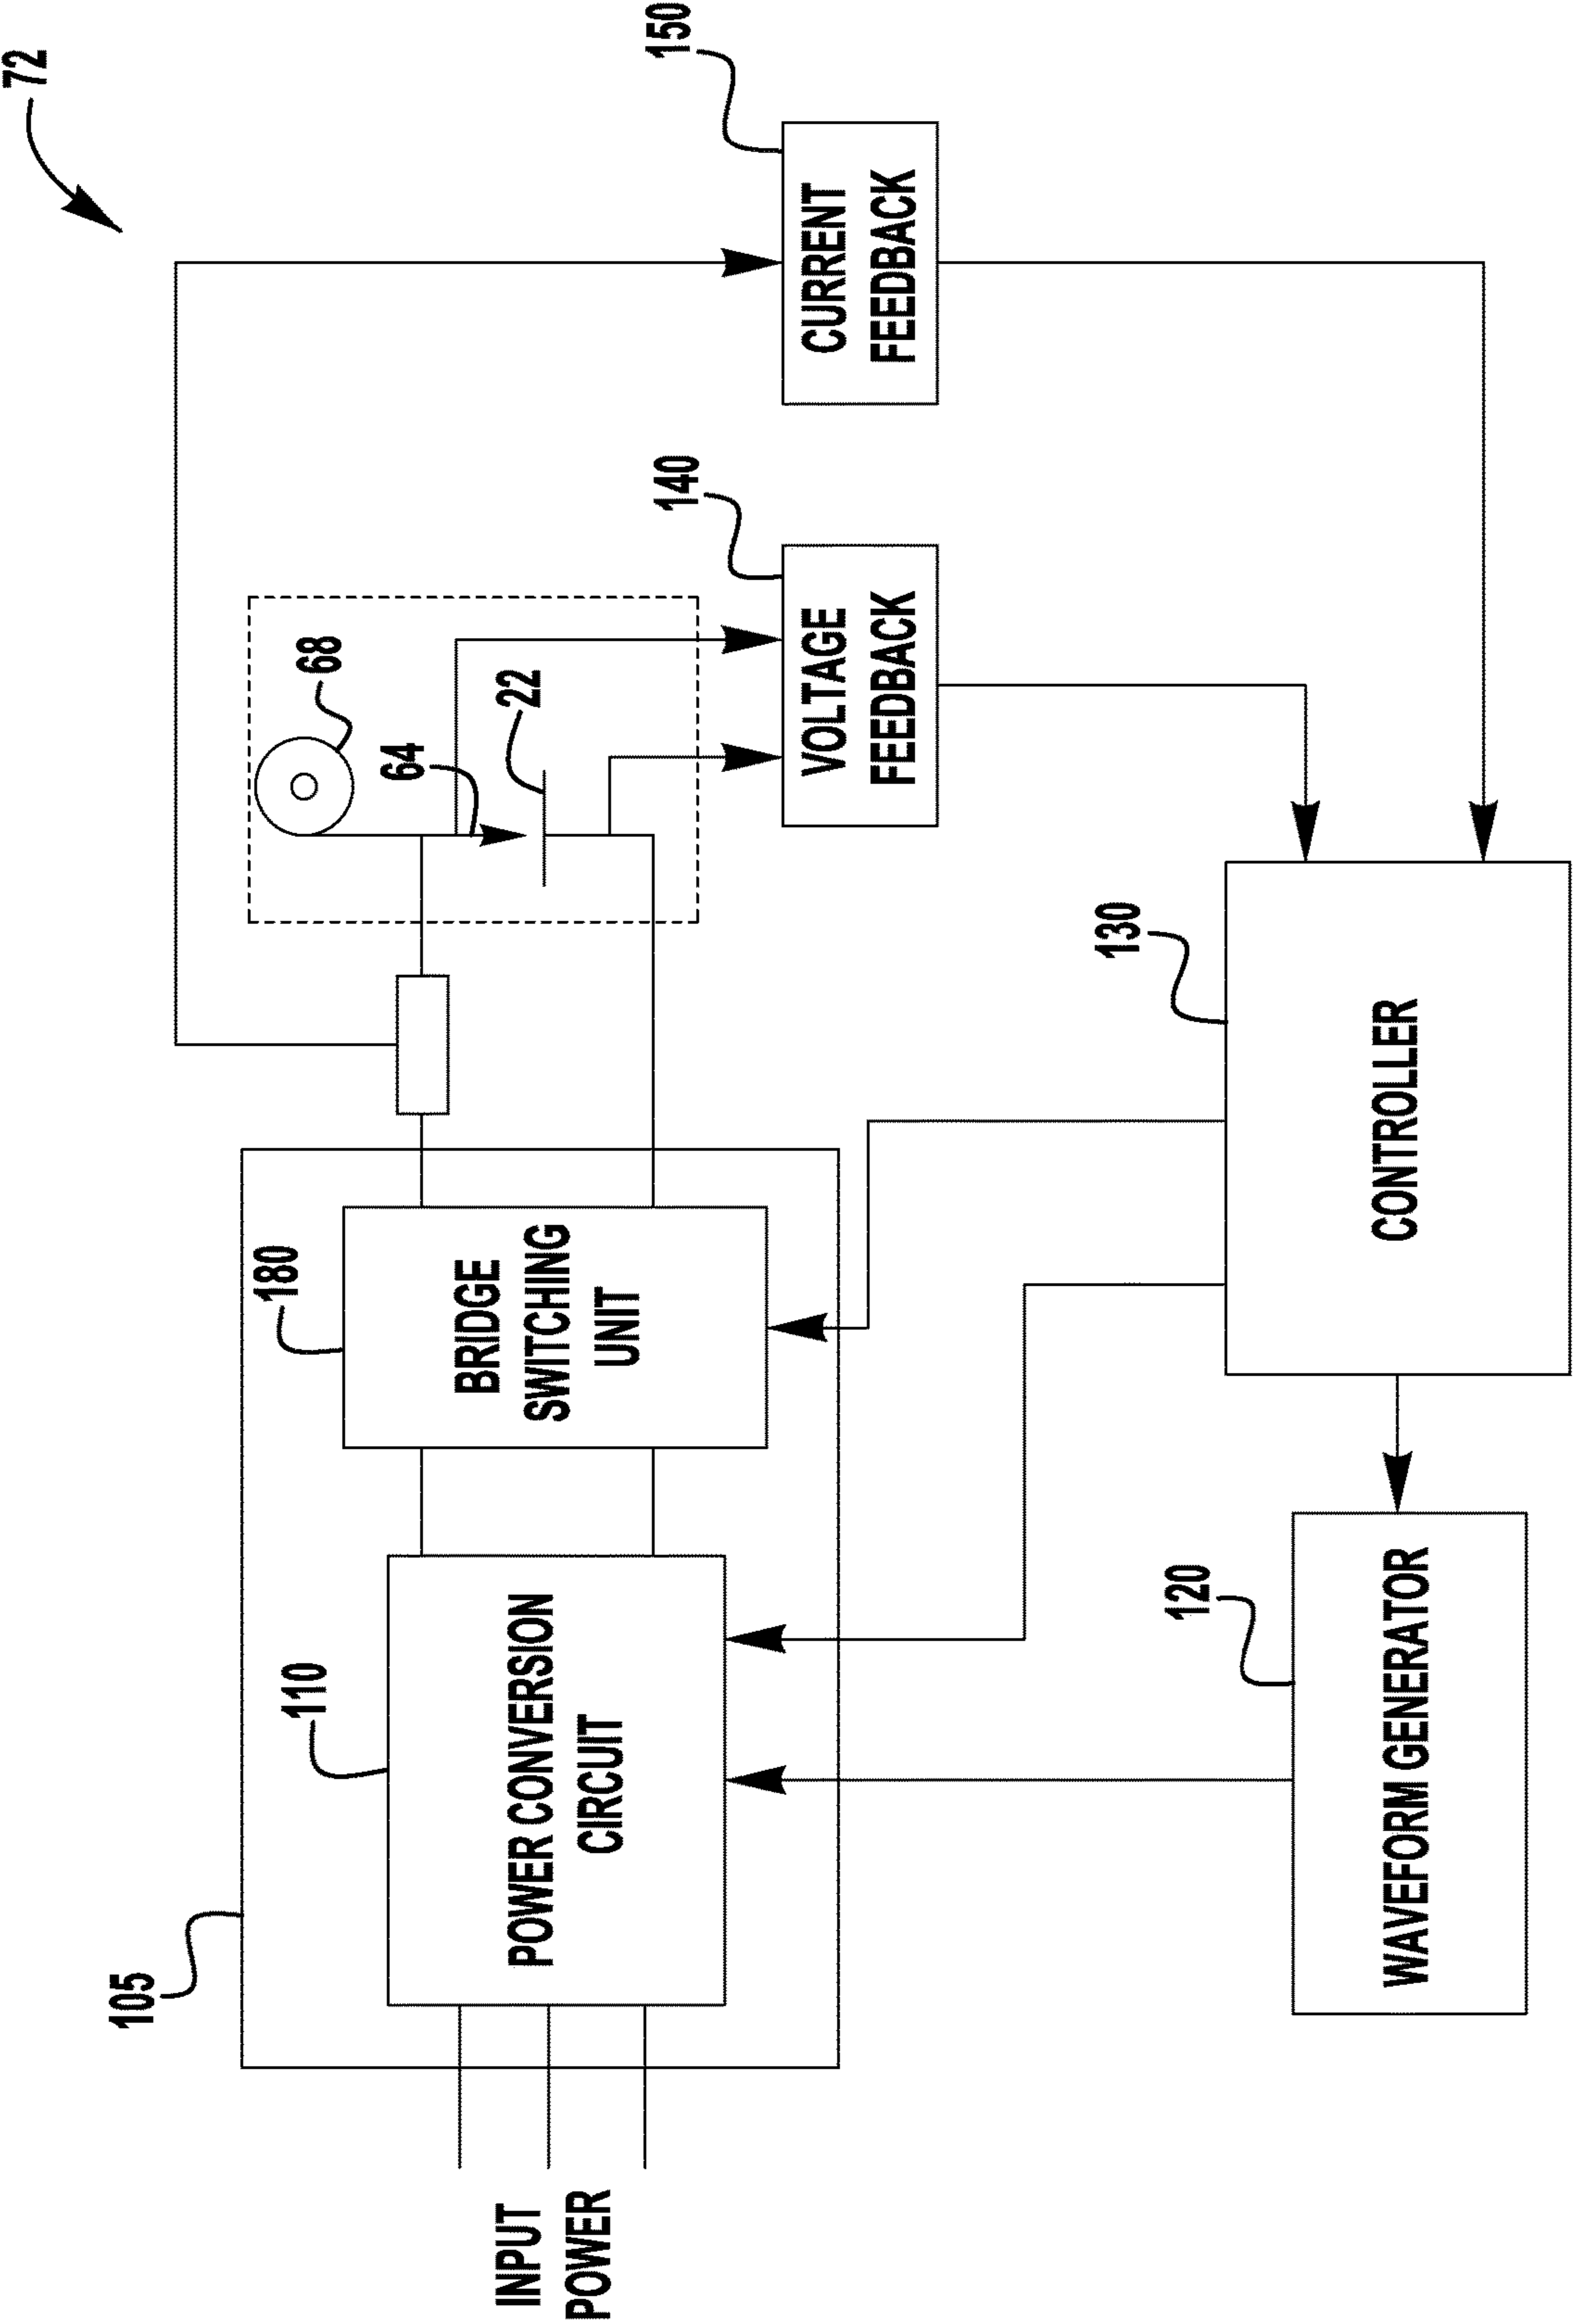 72
105
110
180
68
64
22
INPUT
POWER
POWER CONVERSION
CIRCUIT
BRIDGE
SWITCHING
UNIT
140
150
VOLTAGE
FEEDBACK
CURRENT
FEEDBACK
120
130
WAVEFORM GENERATOR
CONTROLLER